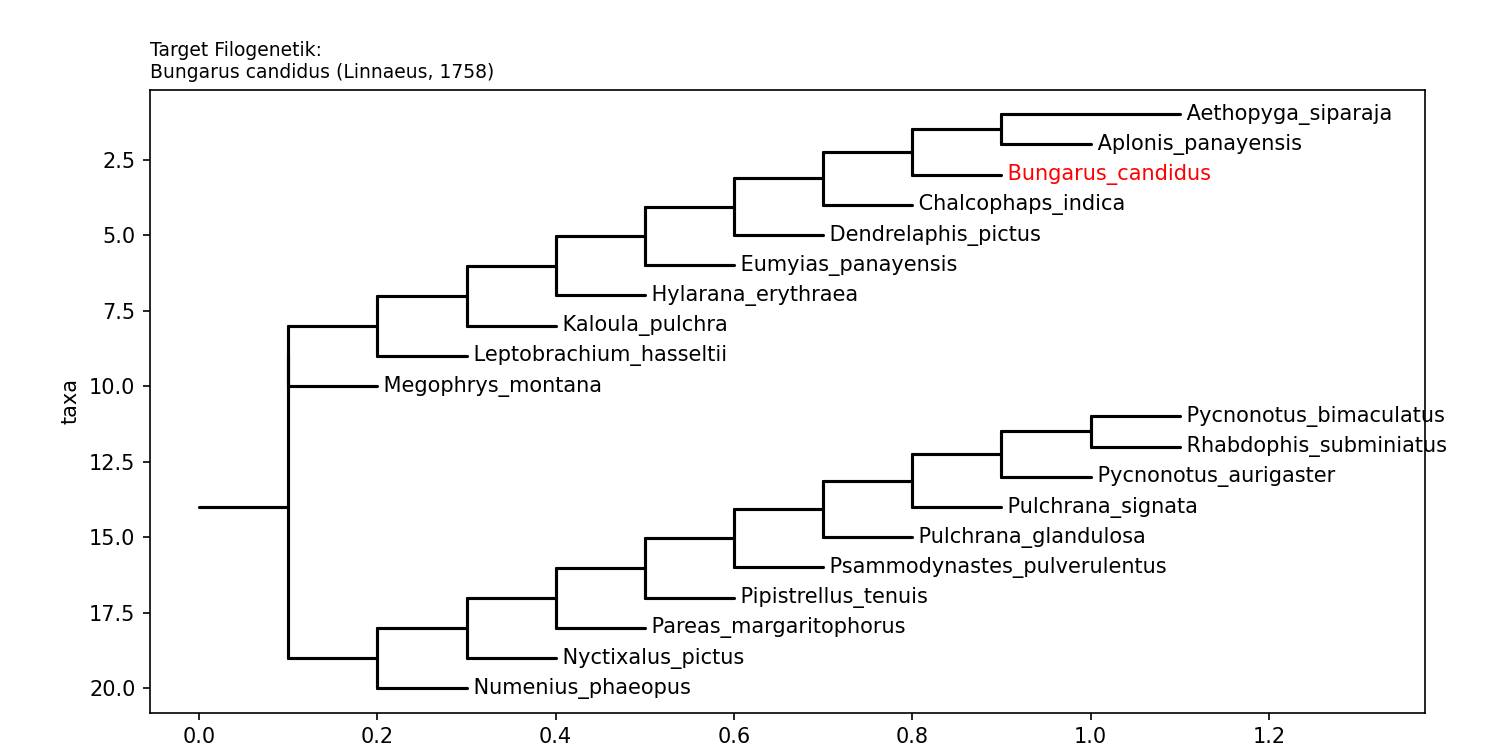 Target Filogenetik:
Bungarus candidus (Linnaeus, 1758)
Aethopyga_siparaja
Aplonis_panayensis
2.5
Bungarus_candidus
Chalcophaps_indica
5.0
Dendrelaphis_pictus
Eumyias_panayensis
Hylarana_erythraea
7.5
Kaloula_pulchra
Leptobrachium_hasseltii
10.0
Megophrys_montana
taxa
Pycnonotus_bimaculatus
Rhabdophis_subminiatus
12.5
Pycnonotus_aurigaster
Pulchrana_signata
15.0
Pulchrana_glandulosa
Psammodynastes_pulverulentus
Pipistrellus_tenuis
17.5
Pareas_margaritophorus
Nyctixalus_pictus
20.0
Numenius_phaeopus
0.0 0.2 0.4 0.6 0.8 1.0 1.2